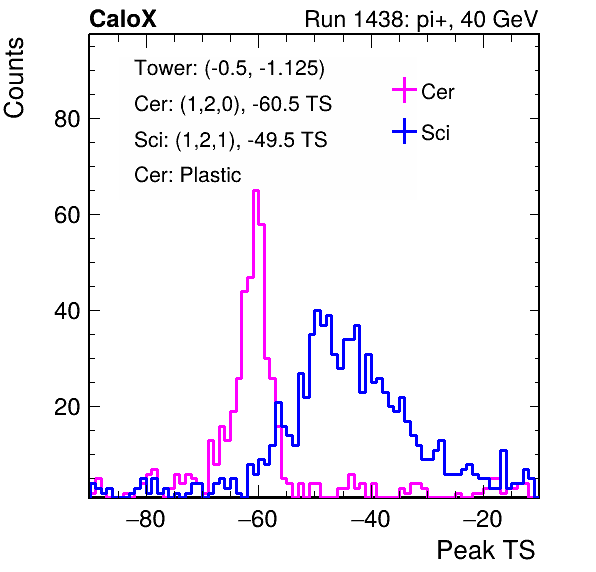 CaloX Run 1438: pi+, 40 GeV
Counts
Tower: (-0.5, -1.125)
Cer: (1,2,0), -60.5 TS
Sci: (1,2,1), -49.5 TS
Cer: Plastic
Cer
Sci
80
60
40
20
−80 −60 −40 −20
Peak TS